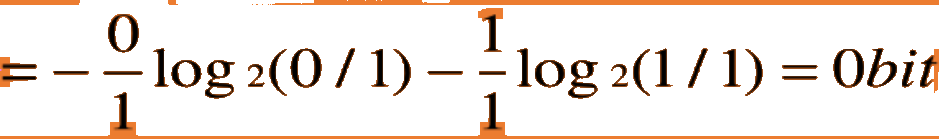 = - 0/1 log 2(0 / 1) - 1/1 log 2(1 / 1) = 0bit